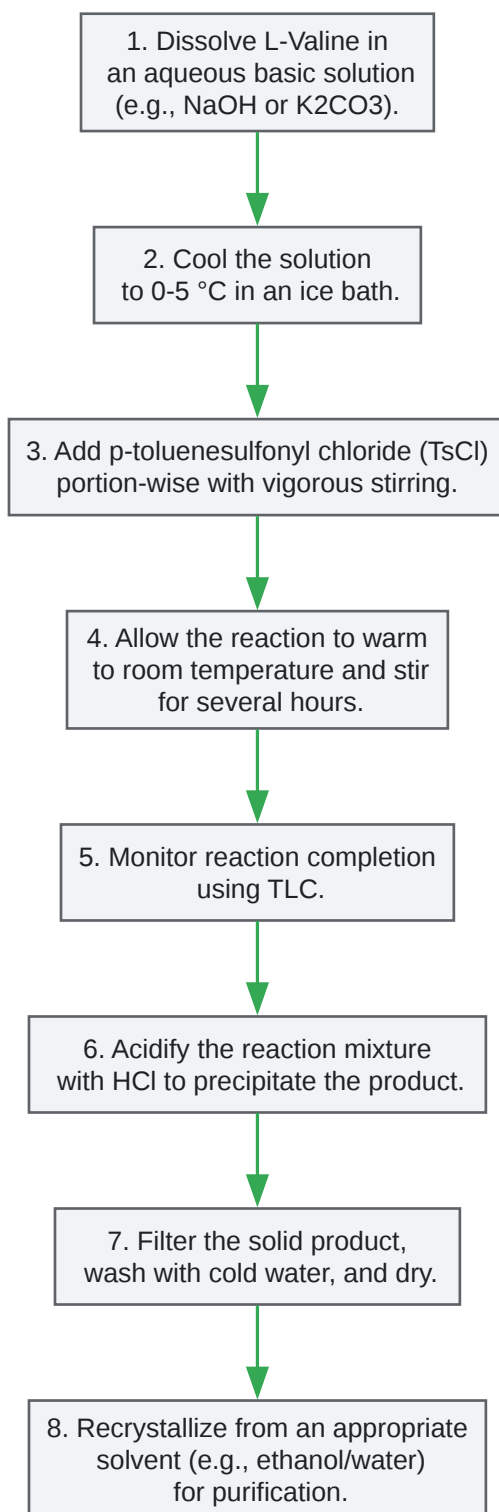 1. Dissolve L-Valine in
an aqueous basic solution
(e.g., NaOH or K2CO3).
2. Cool the solution
to 0-5 °C in an ice bath.
3. Add p-toluenesulfonyl chloride (TsCl)
portion-wise with vigorous stirring.
4. Allow the reaction to warm
to room temperature and stir
for several hours.
5. Monitor reaction completion
using TLC.
6. Acidify the reaction mixture
with HCl to precipitate the product.
7. Filter the solid product,
wash with cold water, and dry.
8. Recrystallize from an appropriate
solvent (e.g., ethanol/water)
for purification.